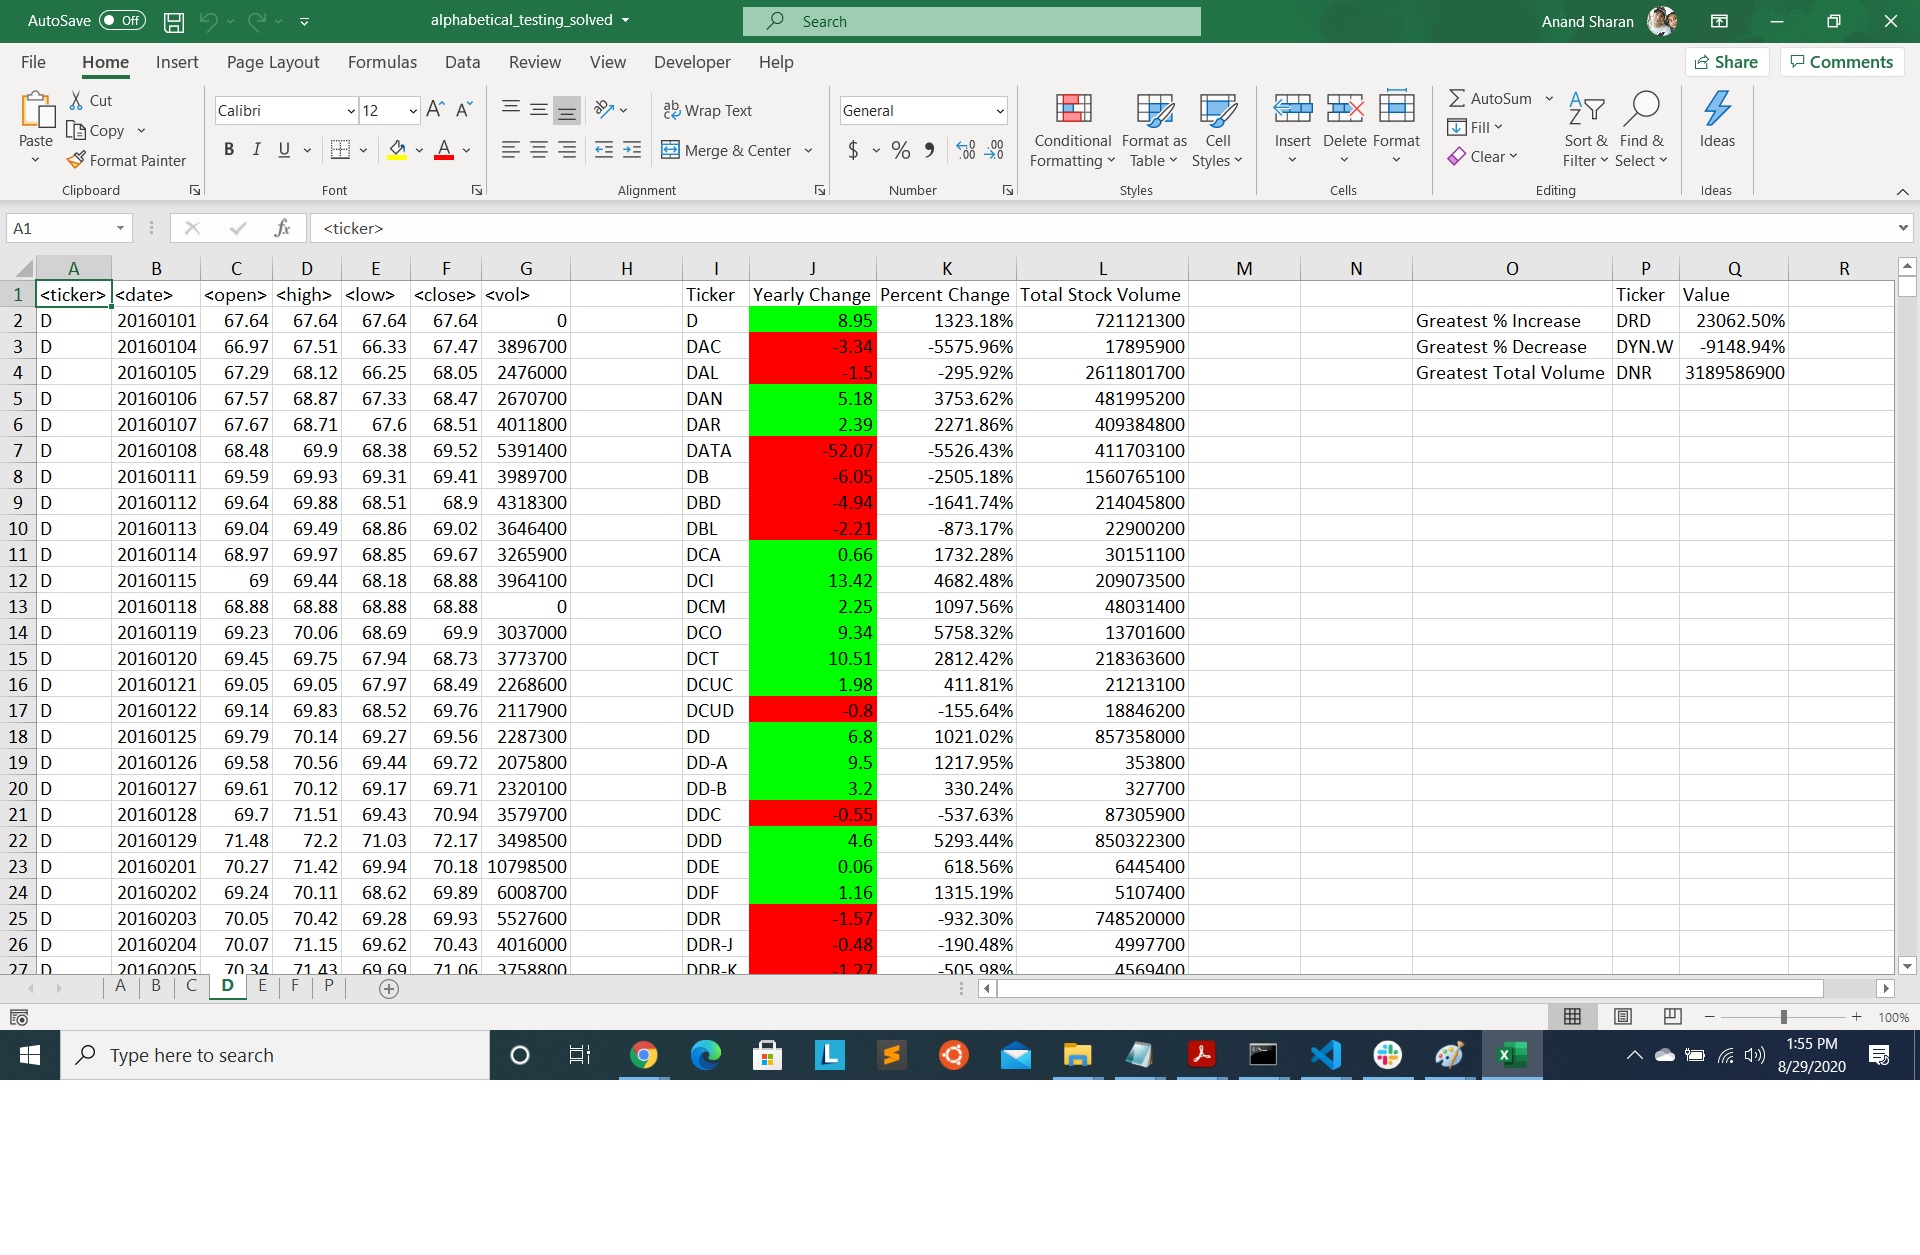 AutoSave Off alphabetical_testing_solved Search Anand Sharan
File Home Insert Page Layout Formulas Data Review View Developer Help Share Comments
Paste Cut Copy Format Painter Clipboard
Calibri 12 A A B I U A Font
ab Wrap Text Merge & Center Alignment
General $ % , Number
Conditional Formatting Format as Table Cell Styles Styles
Insert Delete Format Cells
AutoSum Fill Clear Sort & Filter Find & Select Editing
Ideas Ideas
A1 fx <ticker>
A B C D E F G H I J K L M N O P Q R
1 <ticker> <date> <open> <high> <low> <close> <vol> Ticker Yearly Change Percent Change Total Stock Volume Ticker Value
2 D 20160101 67.64 67.64 67.64 67.64 0 D 8.95 1323.18% 721121300 Greatest % Increase DRD 23062.50%
3 D 20160104 66.97 67.51 66.33 67.47 3896700 DAC -3.34 -5575.96% 17895900 Greatest % Decrease DYN.W -9148.94%
4 D 20160105 67.29 68.12 66.25 68.05 2476000 DAL -1.5 -295.92% 2611801700 Greatest Total Volume DNR 3189586900
5 D 20160106 67.57 68.87 67.33 68.47 2670700 DAN 5.18 3753.62% 481995200
6 D 20160107 67.67 68.71 67.6 68.51 4011800 DAR 2.39 2271.86% 409384800
7 D 20160108 68.48 69.9 68.38 69.52 5391400 DATA -52.07 -5526.43% 411703100
8 D 20160111 69.59 69.93 69.31 69.41 3989700 DB -6.05 -2505.18% 1560765100
9 D 20160112 69.64 69.88 68.51 68.9 4318300 DBD -4.94 -1641.74% 214045800
10 D 20160113 69.04 69.49 68.86 69.02 3646400 DBL -2.21 -873.17% 22900200
11 D 20160114 68.97 69.97 68.85 69.67 3265900 DCA 0.66 1732.28% 30151100
12 D 20160115 69 69.44 68.18 68.88 3964100 DCI 13.42 4682.48% 209073500
13 D 20160118 68.88 68.88 68.88 68.88 0 DCM 2.25 1097.56% 48031400
14 D 20160119 69.23 70.06 68.69 69.9 3037000 DCO 9.34 5758.32% 13701600
15 D 20160120 69.45 69.75 67.94 68.73 3773700 DCT 10.51 2812.42% 218363600
16 D 20160121 69.05 69.05 67.97 68.49 2268600 DCUC 1.98 411.81% 21213100
17 D 20160122 69.14 69.83 68.52 69.76 2117900 DCUD -0.8 -155.64% 18846200
18 D 20160125 69.79 70.14 69.27 69.56 2287300 DD 6.8 1021.02% 857358000
19 D 20160126 69.58 70.56 69.44 69.72 2075800 DD-A 9.5 1217.95% 353800
20 D 20160127 69.61 70.12 69.17 69.71 2320100 DD-B 3.2 330.24% 327700
21 D 20160128 69.7 71.51 69.43 70.94 3579700 DDC -0.55 -537.63% 87305900
22 D 20160129 71.48 72.2 71.03 72.17 3498500 DDD 4.6 5293.44% 850322300
23 D 20160201 70.27 71.42 69.94 70.18 10798500 DDE 0.06 618.56% 6445400
24 D 20160202 69.24 70.11 68.62 69.89 6008700 DDF 1.16 1315.19% 5107400
25 D 20160203 70.05 70.42 69.28 69.93 5527600 DDR -1.57 -932.30% 748520000
26 D 20160204 70.07 71.15 69.62 70.43 4016000 DDR-J -0.48 -190.48% 4997700
27 D 20160205 70.34 71.43 69.69 71.06 3758800 DDR-K -1.27 -505.98% 4569400
A B C D E F P
100%
Type here to search
1:55 PM
8/29/2020